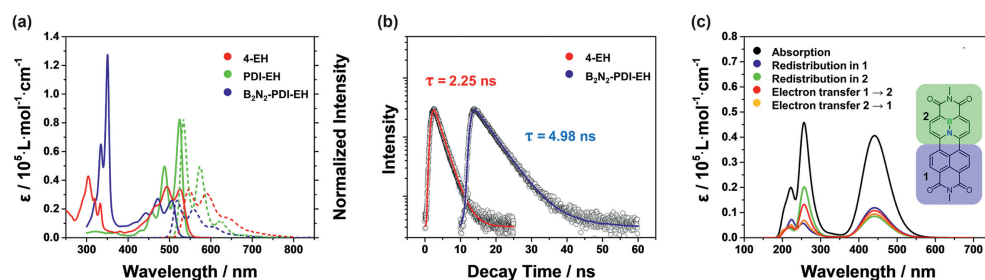 (a)
ε / 10⁵·L·mol⁻¹·cm⁻¹
1.4
1.2
1.0
0.8
0.6
0.4
0.2
0.0
300 400 500 600 700 800
Wavelength / nm
Normalized Intensity
4-EH
PDI-EH
B₂N₂-PDI-EH
(b)
Intensity
4-EH
B₂N₂-PDI-EH
τ = 2.25 ns
τ = 4.98 ns
0 10 20 30 40 50 60
Decay Time / ns
(c)
ε / 10⁵·L·mol⁻¹·cm⁻¹
0.8
0.7
0.6
0.5
0.4
0.3
0.2
0.1
0.0
Absorption
Redistribution in 1
Redistribution in 2
Electron transfer 1 → 2
Electron transfer 2 → 1
100 200 300 400 500 600 700
Wavelength / nm
N
O O
2
B
N
1
O N O